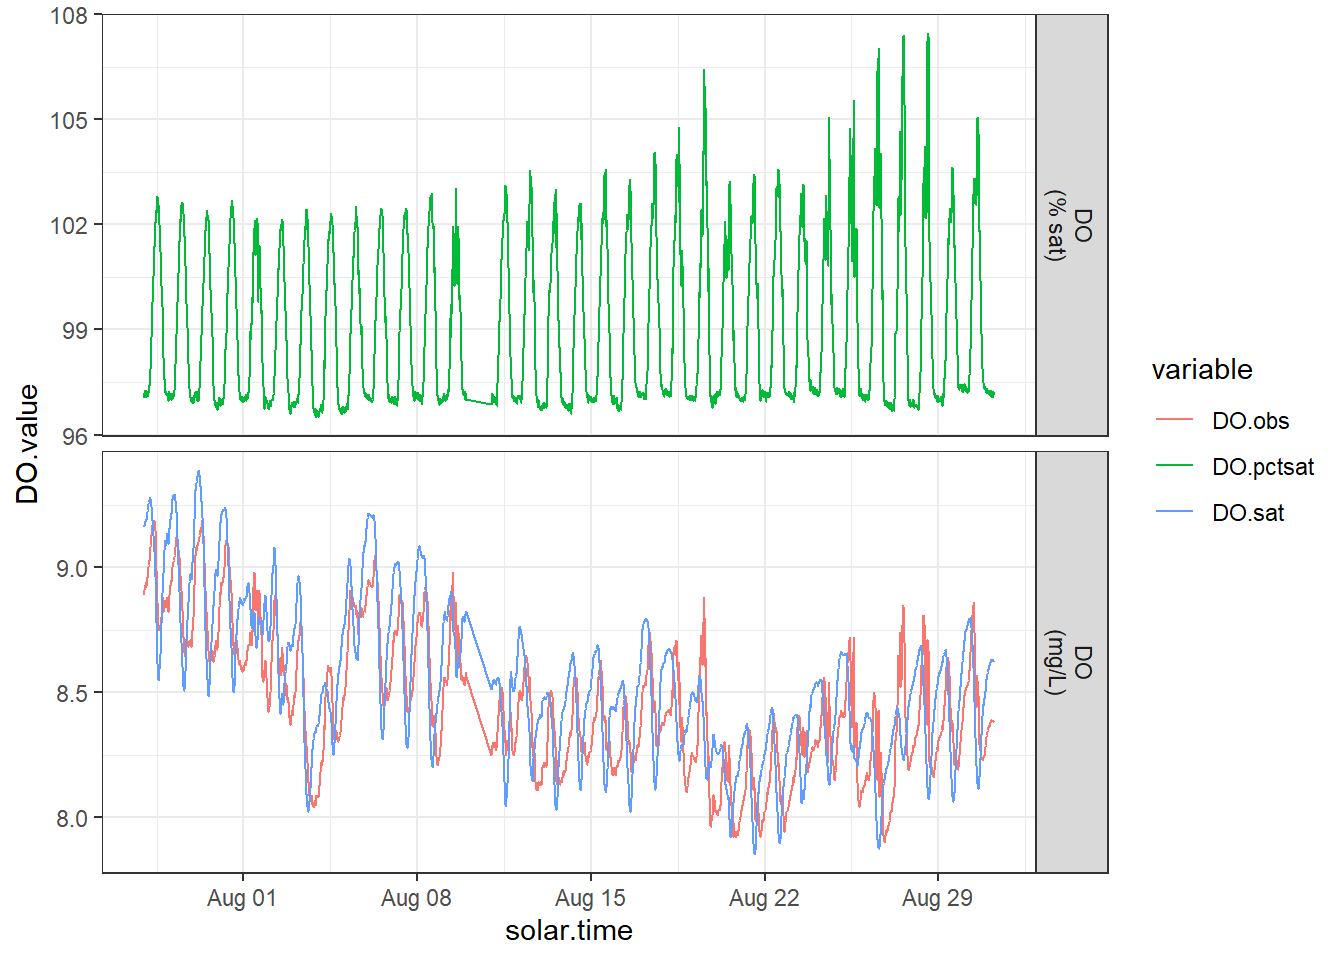 DO.value
108
105
102
99
96
DO
(% sat)
9.0
8.5
8.0
DO
(mg/L)
Aug 01
Aug 08
Aug 15
Aug 22
Aug 29
solar.time
variable
DO.obs
DO.pctsat
DO.sat